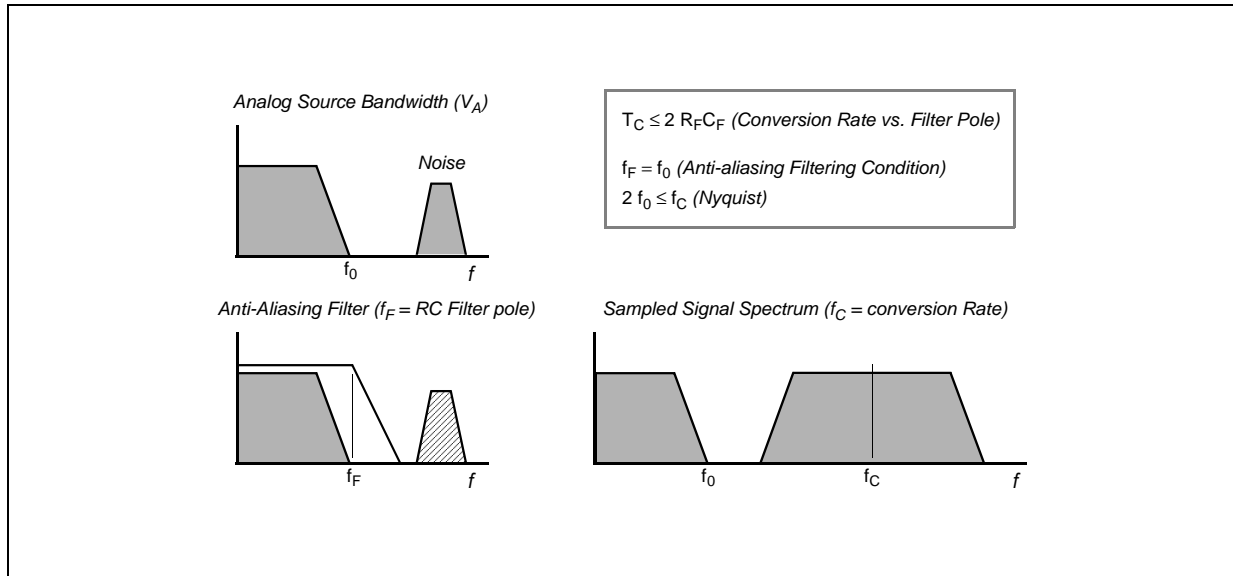 Analog Source Bandwidth (VA)
Noise
f0
f
TC ≤ 2 RFCF (Conversion Rate vs. Filter Pole)
fF = f0 (Anti-aliasing Filtering Condition)
2 f0 ≤ fC (Nyquist)
Anti-Aliasing Filter (fF = RC Filter pole)
fF
f
Sampled Signal Spectrum (fC = conversion Rate)
f0
fC
f